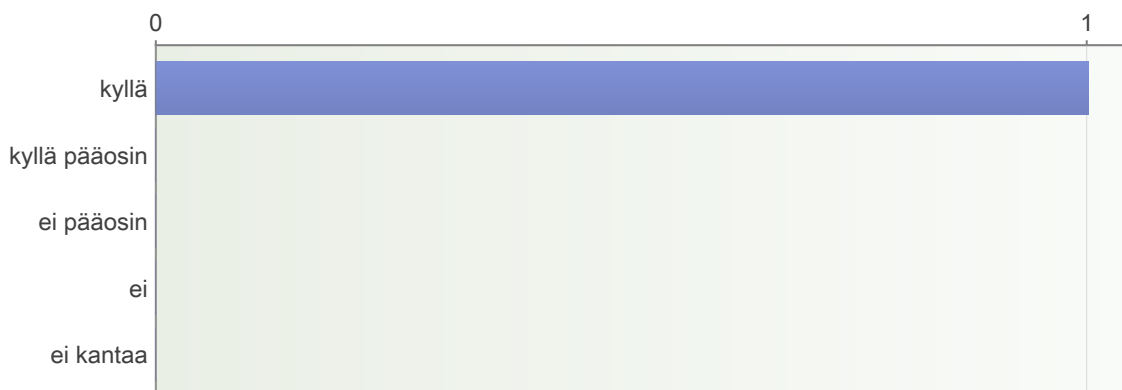 0 1
kyllä
kyllä pääosin
ei pääosin
ei
ei kantaa